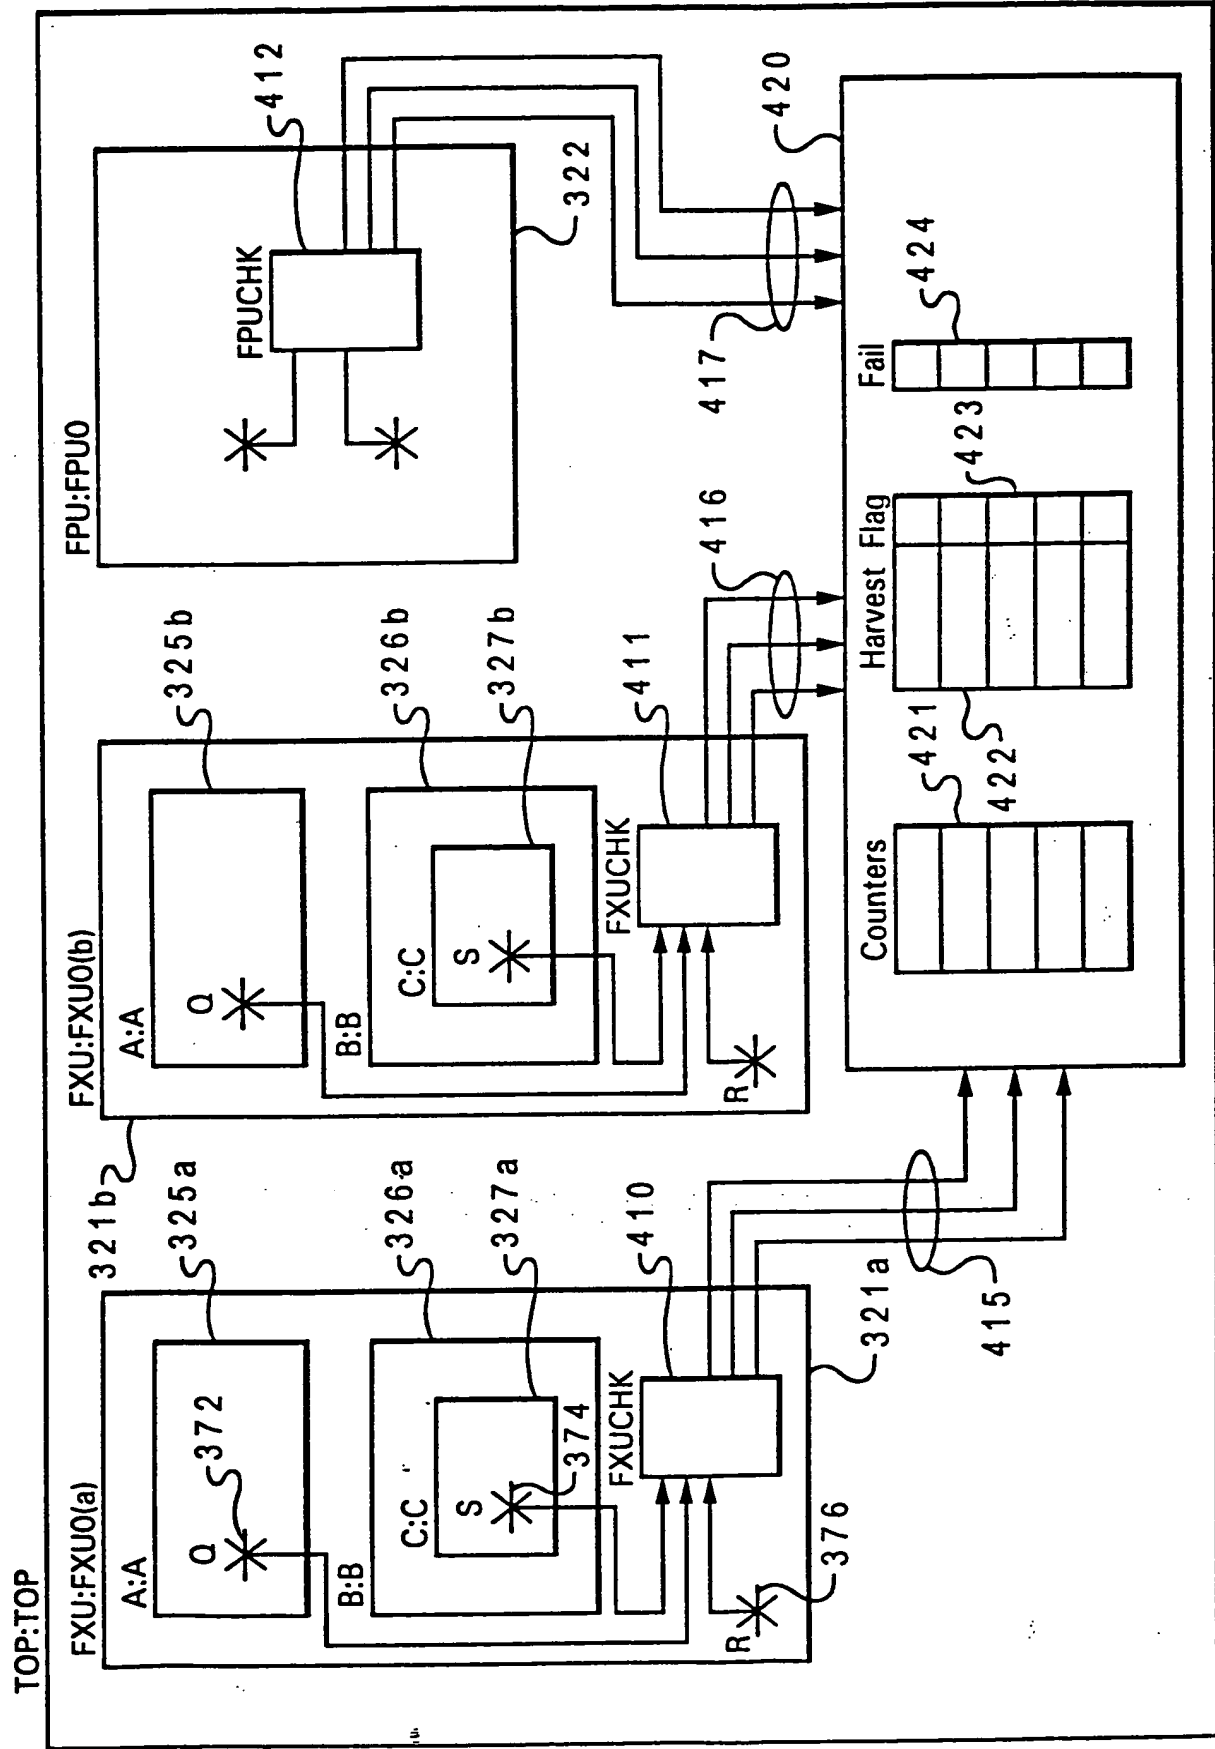 TOP:TOP
FXU:FXU0(a)
A:A
Q
372
325a
B:B
326a
C:C
S
374
327a
FXUCHK
410
R
376
321a
415
321b
FXU:FXU0(b)
A:A
Q
325b
B:B
326b
C:C
S
327b
FXUCHK
411
R
416
FPU:FPU0
FPUCHK
412
322
417
420
Counters
421
422
Harvest Flag
423
Fail
424